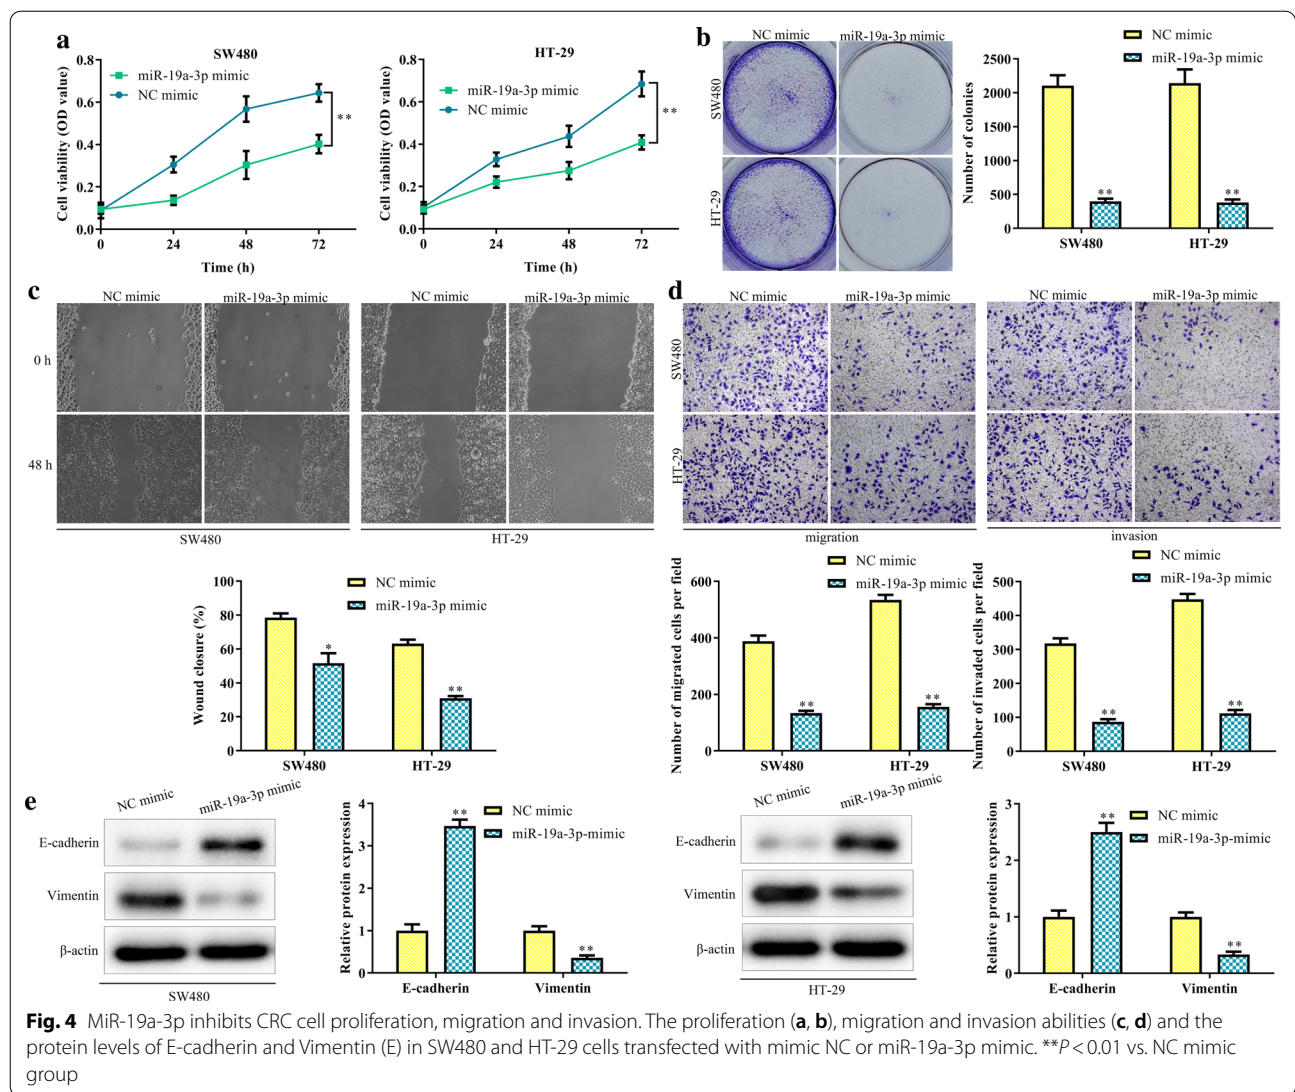 a
SW480
miR-19a-3p mimic
NC mimic
Cell viability (OD value)
0.8
0.6
0.4
0.2
0.0
**
0 24 48 72
Time (h)
HT-29
miR-19a-3p mimic
NC mimic
Cell viability (OD value)
0.8
0.6
0.4
0.2
0.0
**
0 24 48 72
Time (h)
b
NC mimic miR-19a-3p mimic
SW480
HT-29
NC mimic
miR-19a-3p mimic
Number of colonies
2500
2000
1500
1000
500
0
** **
SW480 HT-29
c
NC mimic miR-19a-3p mimic NC mimic miR-19a-3p mimic
0 h
48 h
SW480 HT-29
NC mimic
miR-19a-3p mimic
Wound closure (%)
100
80
60
40
20
0
* **
SW480 HT-29
d
NC mimic miR-19a-3p mimic NC mimic miR-19a-3p mimic
SW480
HT-29
migration invasion
NC mimic
miR-19a-3p mimic
Number of migrated cells per field
600
400
200
0
** **
SW480 HT-29
NC mimic
miR-19a-3p mimic
Number of invaded cells per field
500
400
300
200
100
0
** **
SW480 HT-29
e
NC mimic miR-19a-3p mimic
E-cadherin
Vimentin
β-actin
SW480
NC mimic
miR-19a-3p-mimic
Relative protein expression
4
3
2
1
0
** **
E-cadherin Vimentin
NC mimic miR-19a-3p mimic
E-cadherin
Vimentin
β-actin
HT-29
NC mimic
miR-19a-3p-mimic
Relative protein expression
3
2
1
0
** **
E-cadherin Vimentin
Fig. 4 MiR-19a-3p inhibits CRC cell proliferation, migration and invasion. The proliferation (a, b), migration and invasion abilities (c, d) and the
protein levels of E-cadherin and Vimentin (E) in SW480 and HT-29 cells transfected with mimic NC or miR-19a-3p mimic. **P < 0.01 vs. NC mimic
group